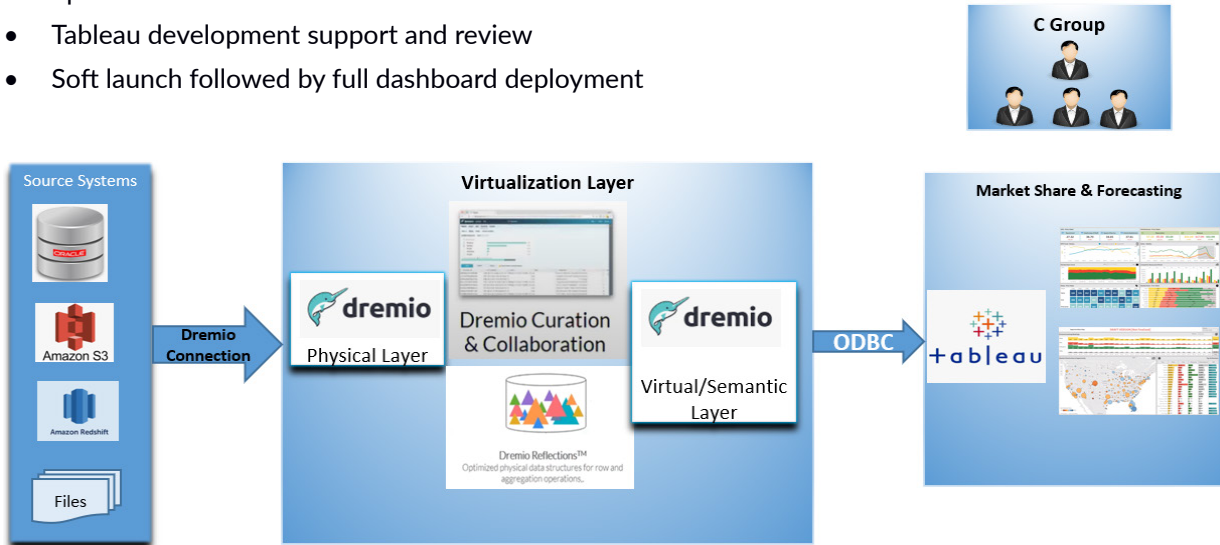 • Tableau development support and review
• Soft launch followed by full dashboard deployment
C Group
Source Systems
ORACLE
Amazon S3
Amazon Redshift
Files
Dremio
Connection
Virtualization Layer
dremio
Physical Layer
Dremio Curation
& Collaboration
Dremio Reflections™
Optimized physical data structures for row and
aggregation operations,.
dremio
Virtual/Semantic
Layer
ODBC
Market Share & Forecasting
+ableau